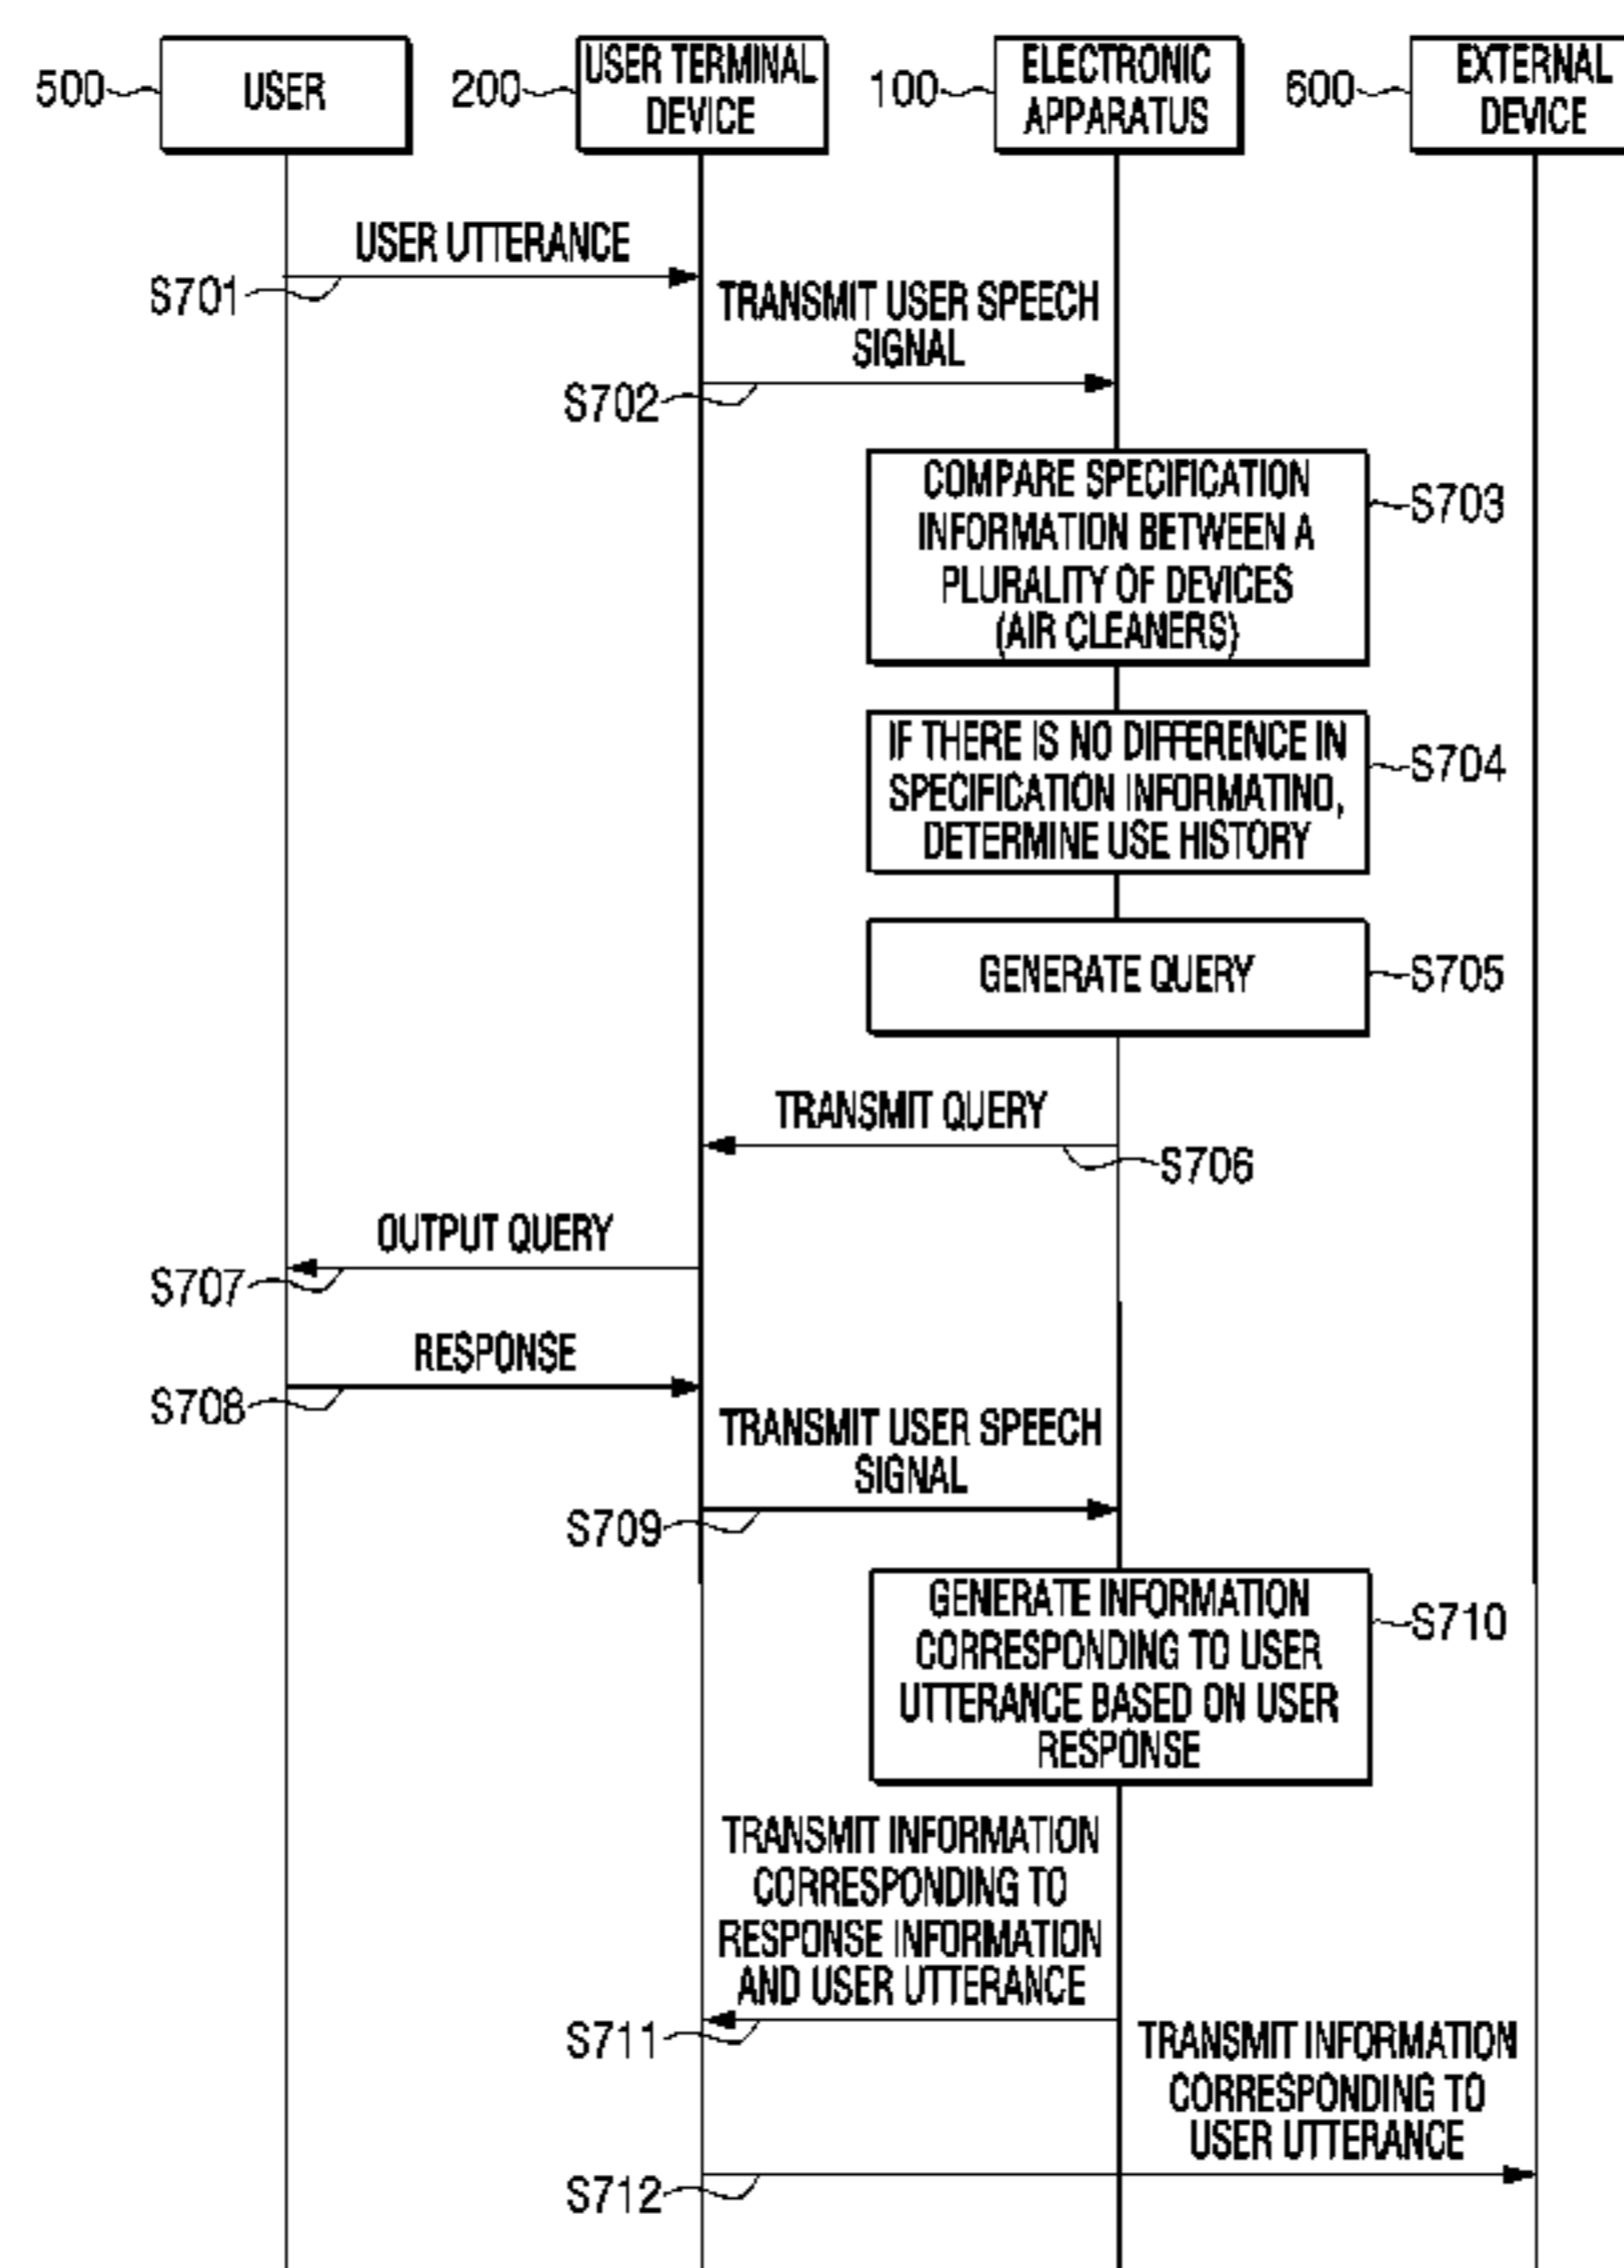 500
USER
200
USER TERMINAL
DEVICE
100
ELECTRONIC
APPARATUS
600
EXTERNAL
DEVICE
USER UTTERANCE
S701
TRANSMIT USER SPEECH
SIGNAL
S702
COMPARE SPECIFICATION
INFORMATION BETWEEN A
PLURALITY OF DEVICES
(AIR CLEANERS)
S703
IF THERE IS NO DIFFERENCE IN
SPECIFICATION INFORMATINO,
DETERMINE USE HISTORY
S704
GENERATE QUERY
S705
TRANSMIT QUERY
S706
OUTPUT QUERY
S707
RESPONSE
S708
TRANSMIT USER SPEECH
SIGNAL
S709
GENERATE INFORMATION
CORRESPONDING TO USER
UTTERANCE BASED ON USER
RESPONSE
S710
TRANSMIT INFORMATION
CORRESPONDING TO
RESPONSE INFORMATION
AND USER UTTERANCE
S711
TRANSMIT INFORMATION
CORRESPONDING TO
USER UTTERANCE
S712